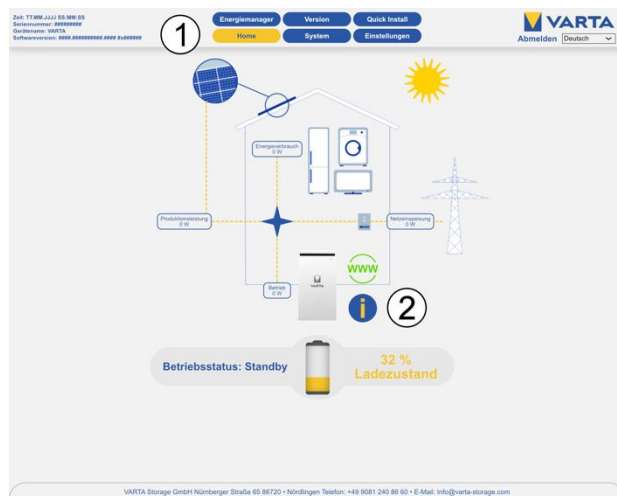 Zeit: TT.MM.JJJJ SS:MM:SS
Seriennummer: #########
Gerätename: VARTA
Softwareversion: ####.###########.#### #s######
1
Energiemanager
Version
Quick Install
Home
System
Einstellungen
VARTA
Abmelden
Deutsch
Energieverbrauch
0 W
Produktionsleistung
0 W
Netzeinspeisung
0 W
Betrieb
0 W
VARTA
www
i
2
Betriebsstatus: Standby
32 %
Ladezustand
VARTA Storage GmbH Nürnberger Straße 65 86720 • Nördlingen Telefon: +49 9081 240 86 60 • E-Mail: Info@varta-storage.com